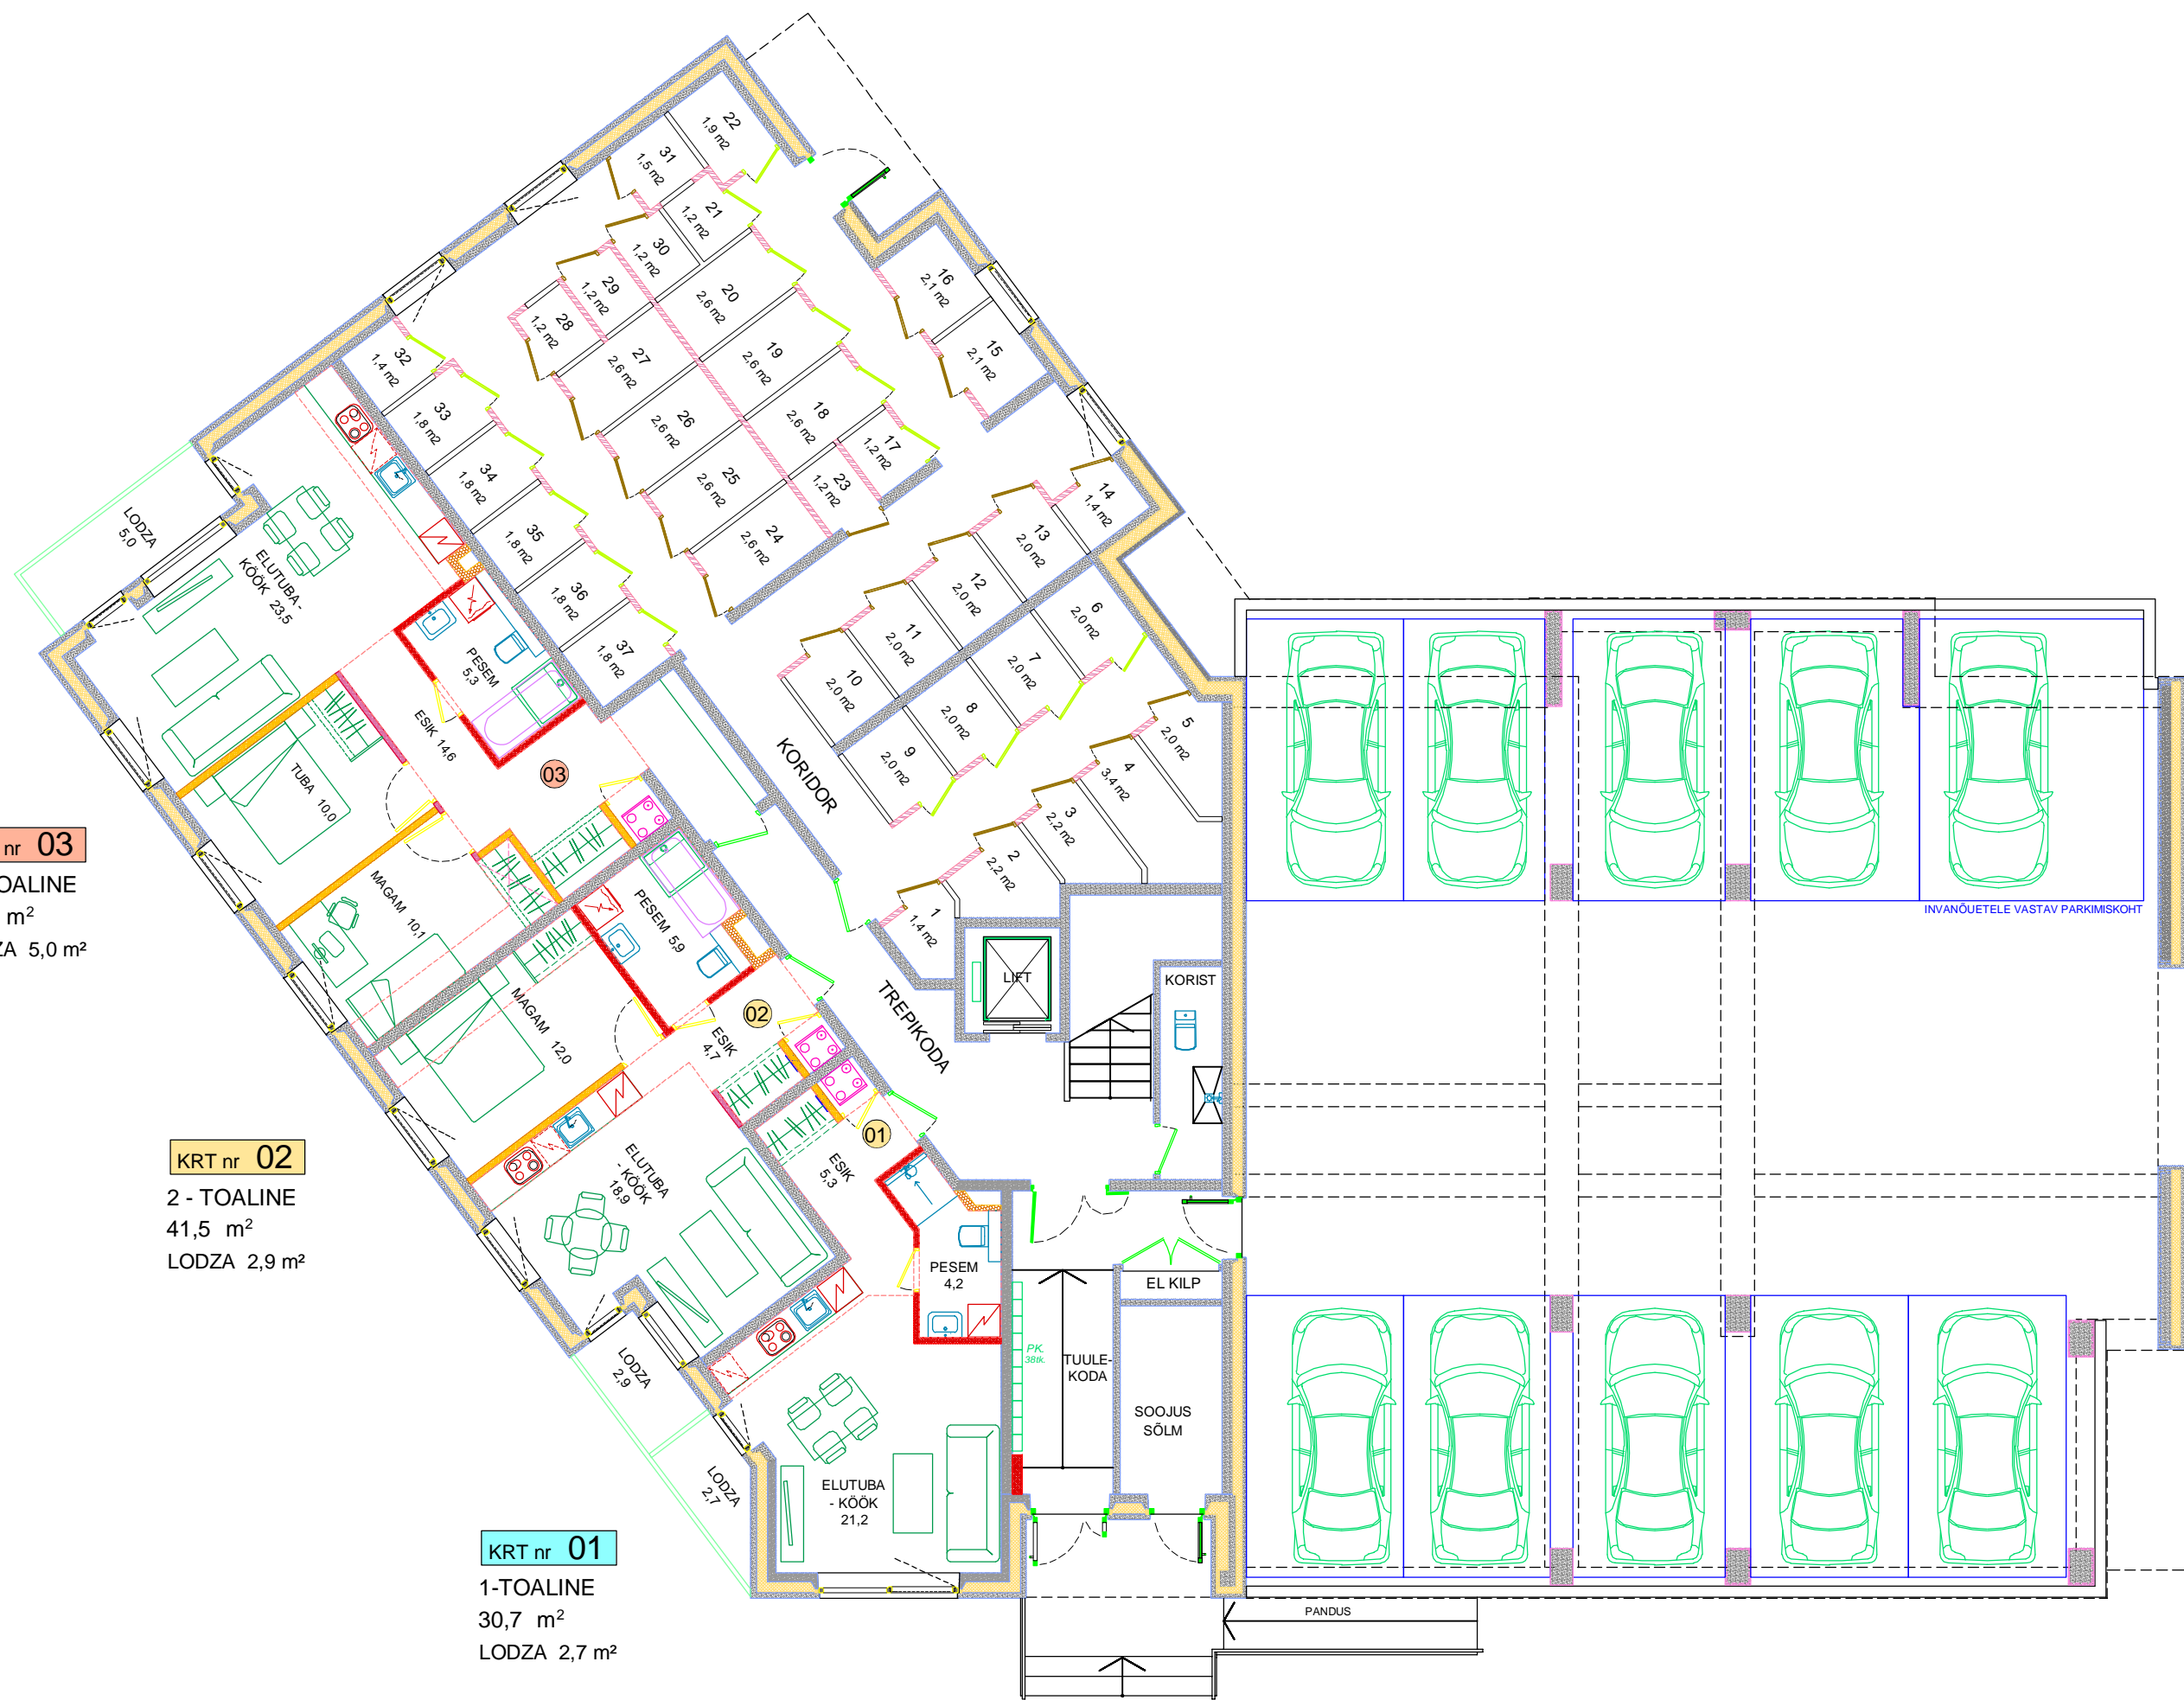 22
1,9 m2
31
1,5 m2
21
1,2 m2
30
1,2 m2
29
1,2 m2
28
1,2 m2
20
2,6 m2
16
2,1 m2
15
2,1 m2
32
1,4 m2
27
2,6 m2
19
2,6 m2
33
1,8 m2
26
2,6 m2
18
2,6 m2
17
1,2 m2
34
1,8 m2
25
2,6 m2
23
1,2 m2
14
1,4 m2
35
1,8 m2
24
2,6 m2
13
2,0 m2
36
1,8 m2
12
2,0 m2
6
2,0 m2
37
1,8 m2
11
2,0 m2
7
2,0 m2
10
2,0 m2
8
2,0 m2
5
2,0 m2
9
2,0 m2
4
3,4 m2
3
2,2 m2
2
2,2 m2
1
1,4 m2
LODZA
5,0
ELUTUBA -
KÖÖK 23,5
PESEM
5,3
ESIK 14,6
TUBA 10,0
03
KORIDOR
MAGAM 10,1
PESEM 5,9
INVANÕUETELE VASTAV PARKIMISKOHT
nr 03
OALINE
m²
ZA 5,0 m²
MAGAM 12,0
02
ESIK
4,7
TREPIKODA
LIFT
KORIST
KRT nr 02
2 - TOALINE
41,5 m²
LODZA 2,9 m²
ELUTUBA
- KÖÖK
18,9
01
ESIK
5,3
PESEM
4,2
EL KILP
LODZA
2,9
PK.
38tk.
TUULE-
KODA
SOOJUS
SÕLM
LODZA
2,7
ELUTUBA
- KÖÖK
21,2
KRT nr 01
1-TOALINE
30,7 m²
LODZA 2,7 m²
PANDUS